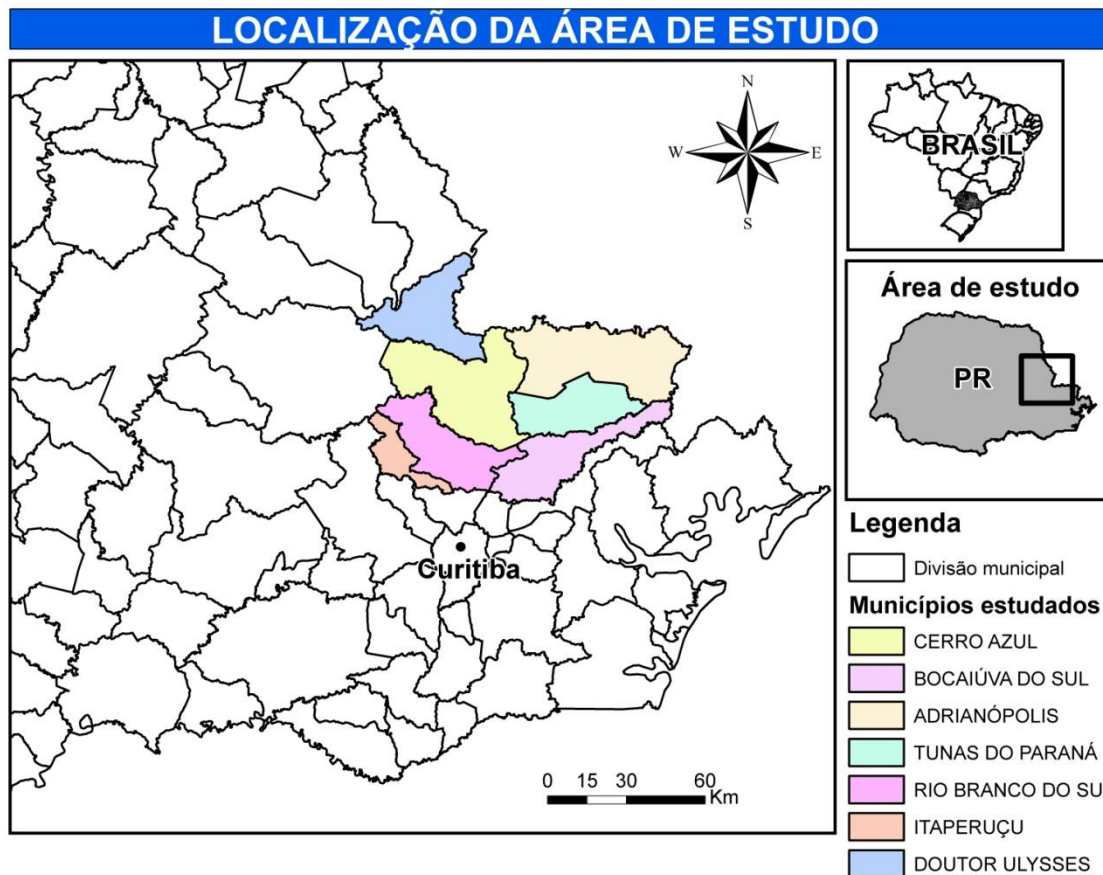 LOCALIZAÇÃO DA ÁREA DE ESTUDO
N
W
E
S
Curitiba
0 15 30 60
Km
BRASIL
Área de estudo
PR
Legenda
Divisão municipal
Municípios estudados
CERRO AZUL
BOCAIÚVA DO SUL
ADRIANÓPOLIS
TUNAS DO PARANÁ
RIO BRANCO DO SU
ITAPERUÇU
DOUTOR ULYSSES